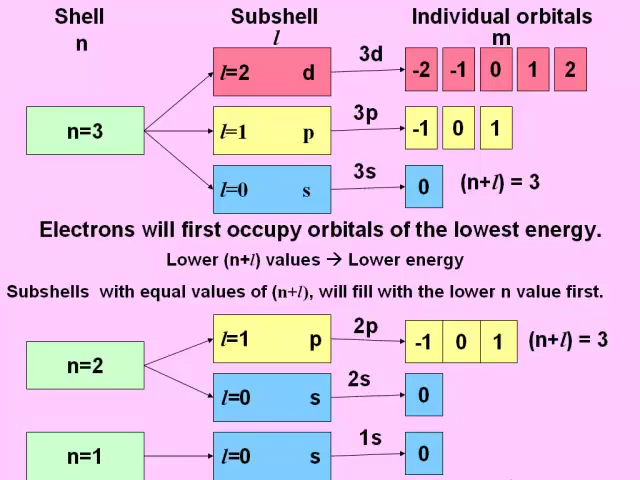 Shell Subshell Individual orbitals
n l m
3d
l=2 d -2 -1 0 1 2
3p
n=3 l=1 p -1 0 1
3s
l=0 s 0 (n+l) = 3
Electrons will first occupy orbitals of the lowest energy.
Lower (n+l) values → Lower energy
Subshells with equal values of (n+l), will fill with the lower n value first.
2p
l=1 p -1 0 1 (n+l) = 3
n=2
2s
l=0 s 0
1s
n=1 l=0 s 0